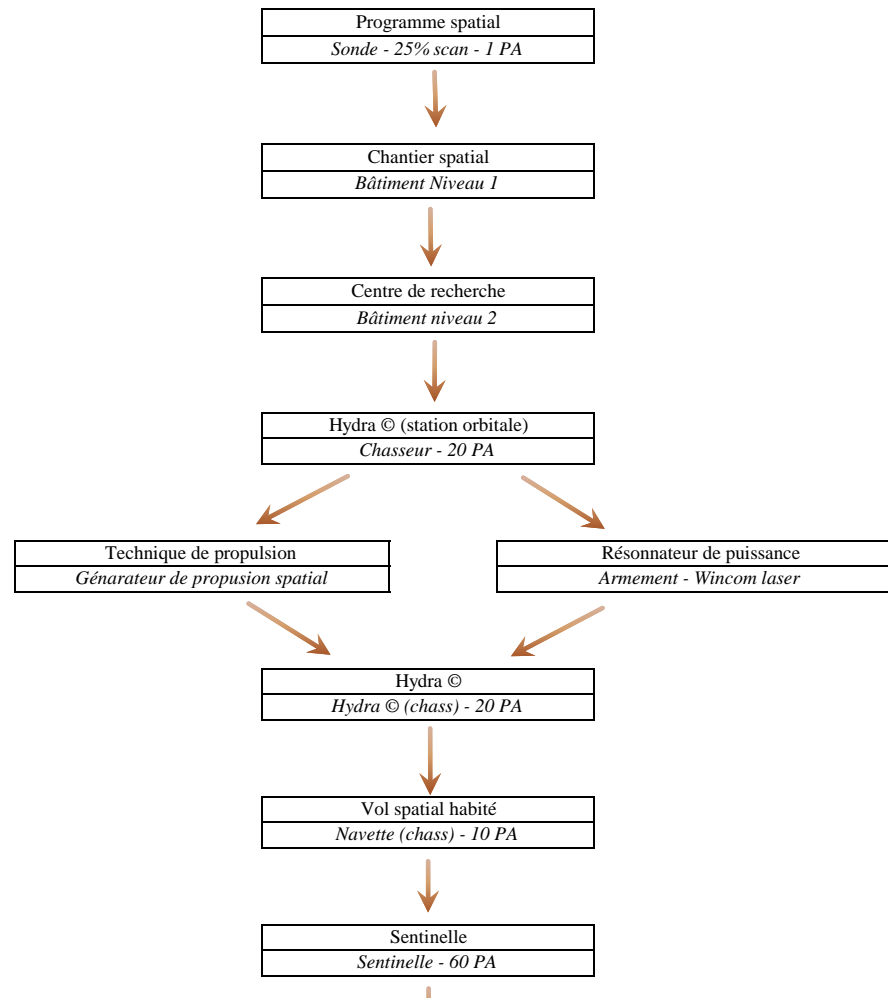 Programme spatial
Sonde - 25% scan - 1 PA
Chantier spatial
Bâtiment Niveau 1
Centre de recherche
Bâtiment niveau 2
Hydra © (station orbitale)
Chasseur - 20 PA
Technique de propulsion
Génarateur de propusion spatial
Résonnateur de puissance
Armement - Wincom laser
Hydra ©
Hydra © (chass) - 20 PA
Vol spatial habité
Navette (chass) - 10 PA
Sentinelle
Sentinelle - 60 PA